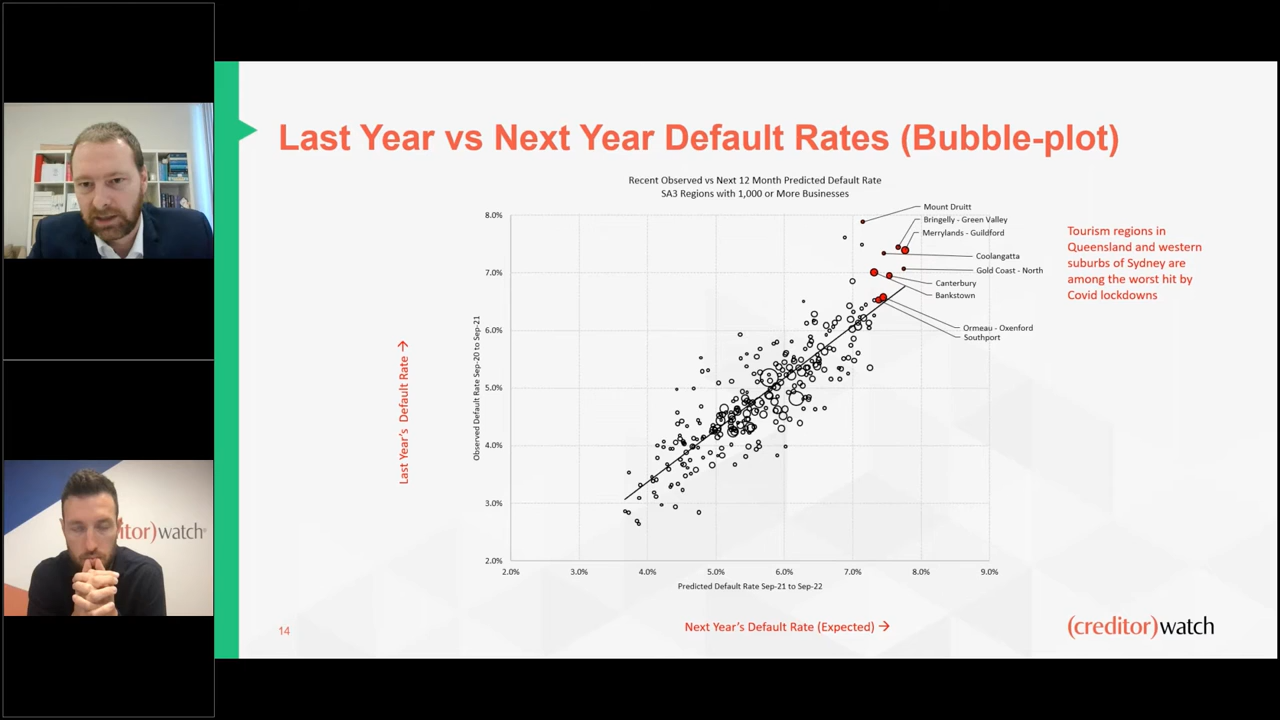 Last Year vs Next Year Default Rates (Bubble-plot)
Recent Observed vs Next 12 Month Predicted Default Rate
SA3 Regions with 1,000 or More Businesses
8.0%
7.0%
6.0%
5.0%
4.0%
3.0%
2.0%
2.0% 3.0% 4.0% 5.0% 6.0% 7.0% 8.0% 9.0%
Observed Default Rate Sep-20 to Sep-21
Last Year's Default Rate →
Predicted Default Rate Sep-21 to Sep-22
Next Year's Default Rate (Expected) →
Mount Druitt
Bringelly - Green Valley
Merrylands - Guildford
Coolangatta
Gold Coast - North
Canterbury
Bankstown
Ormeau - Oxenford
Southport
Tourism regions in
Queensland and western
suburbs of Sydney are
among the worst hit by
Covid lockdowns
14
(creditor)watch
itor)watch